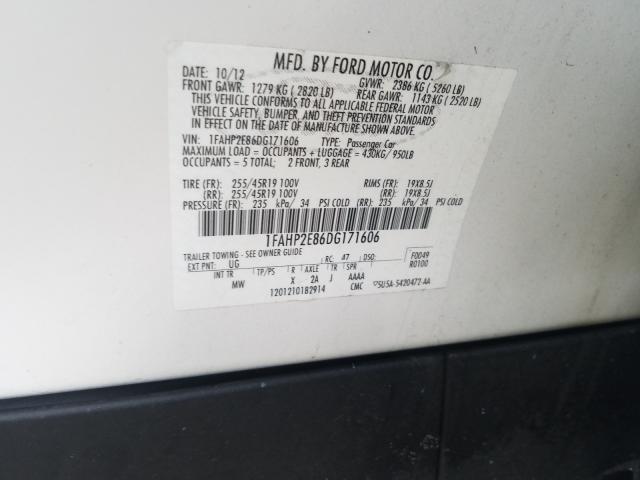 MFD. BY FORD MOTOR CO.
DATE: 10/12 GVWR: 2386 KG (5260 LB)
FRONT GAWR: 1279 KG (2820 LB) REAR GAWR: 1143 KG (2520 LB)
THIS VEHICLE CONFORMS TO ALL APPLICABLE FEDERAL MOTOR
VEHICLE SAFETY, BUMPER, AND THEFT PREVENTION STANDARDS
IN EFFECT ON THE DATE OF MANUFACTURE SHOWN ABOVE.
VIN: 1FAHP2E86DG171606 TYPE: Passenger Car
MAXIMUM LOAD = OCCUPANTS + LUGGAGE = 430KG/ 950LB
OCCUPANTS = 5 TOTAL; 2 FRONT, 3 REAR
TIRE (FR): 255/45R19 100V RIMS (FR): 19X8.5J
(RR): 255/45R19 100V (RR): 19X8.5J
PRESSURE (FR): 235 kPa/ 34 PSI COLD (RR): 235 kPa/ 34 PSI COLD
1FAHP2E86DG171606
TRAILER TOWING - SEE OWNER GUIDE F0049
EXT PNT: UG RC: 47 DSO: R0100
INT TR TP/PS R AXLE TR SPR
MW X 2A J AAAA
1201210182914 CMC 5U5A-5420472-AA